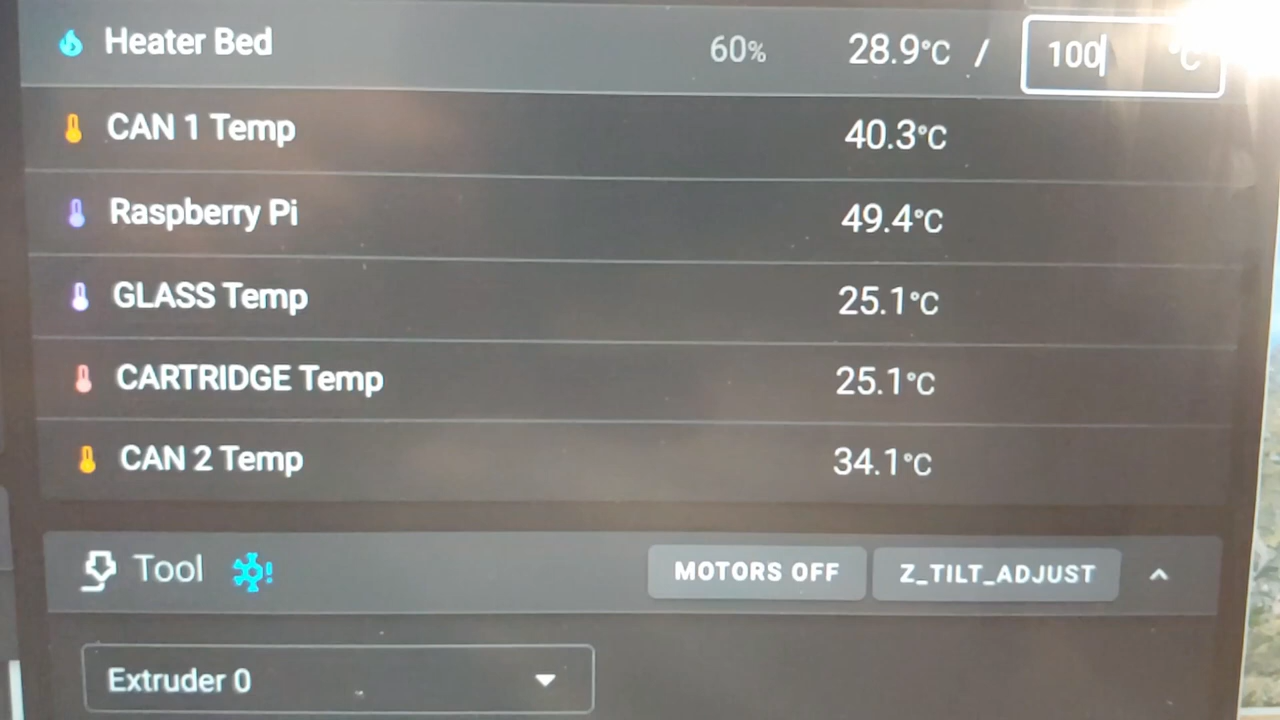 Heater Bed 60% 28.9°C / 100 °C
CAN 1 Temp 40.3°C
Raspberry Pi 49.4°C
GLASS Temp 25.1°C
CARTRIDGE Temp 25.1°C
CAN 2 Temp 34.1°C
Tool MOTORS OFF Z_TILT_ADJUST
Extruder 0